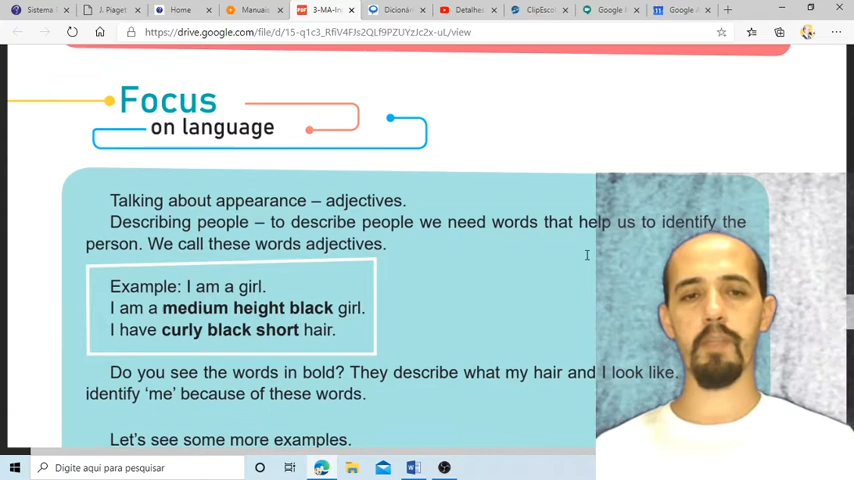 Sistema
J. Piaget
Home
Manuais
3-MA-In
Dicionári
Detalhes
ClipEsco
Google
Google
https://drive.google.com/file/d/15-q1c3_RfiV4FJs2QLf9PZUYzJc2x-uL/view
Focus
on language
Talking about appearance – adjectives.
Describing people – to describe people we need words that help us to identify the
person. We call these words adjectives.
Example: I am a girl.
I am a medium height black girl.
I have curly black short hair.
Do you see the words in bold? They describe what my hair and I look like.
identify ‘me’ because of these words.
Let’s see some more examples.
Digite aqui para pesquisar